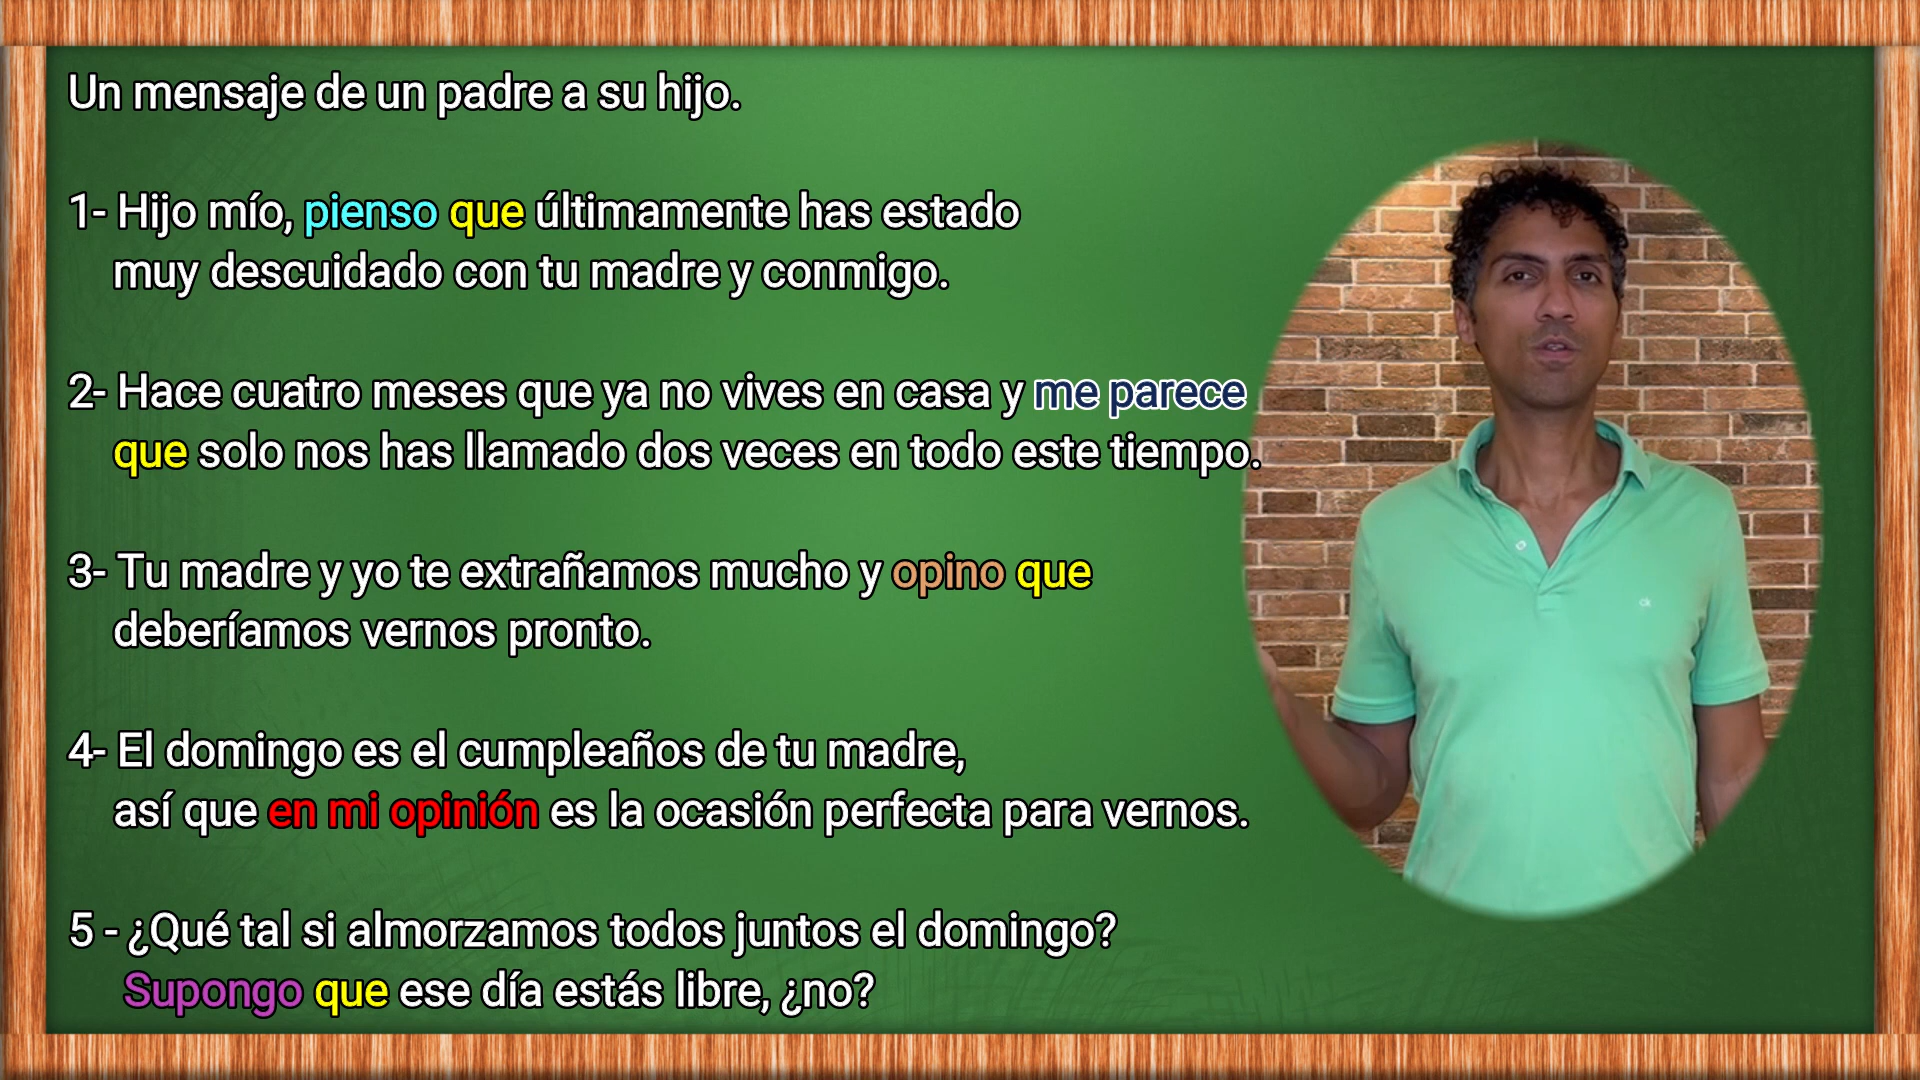 Un mensaje de un padre a su hijo.
1- Hijo mío, pienso que últimamente has estado
muy descuidado con tu madre y conmigo.
2- Hace cuatro meses que ya no vives en casa y me parece
que solo nos has llamado dos veces en todo este tiempo.
3- Tu madre y yo te extrañamos mucho y opino que
deberíamos vernos pronto.
4- El domingo es el cumpleaños de tu madre,
así que en mi opinión es la ocasión perfecta para vernos.
5 - ¿Qué tal si almorzamos todos juntos el domingo?
Supongo que ese día estás libre, ¿no?
ck